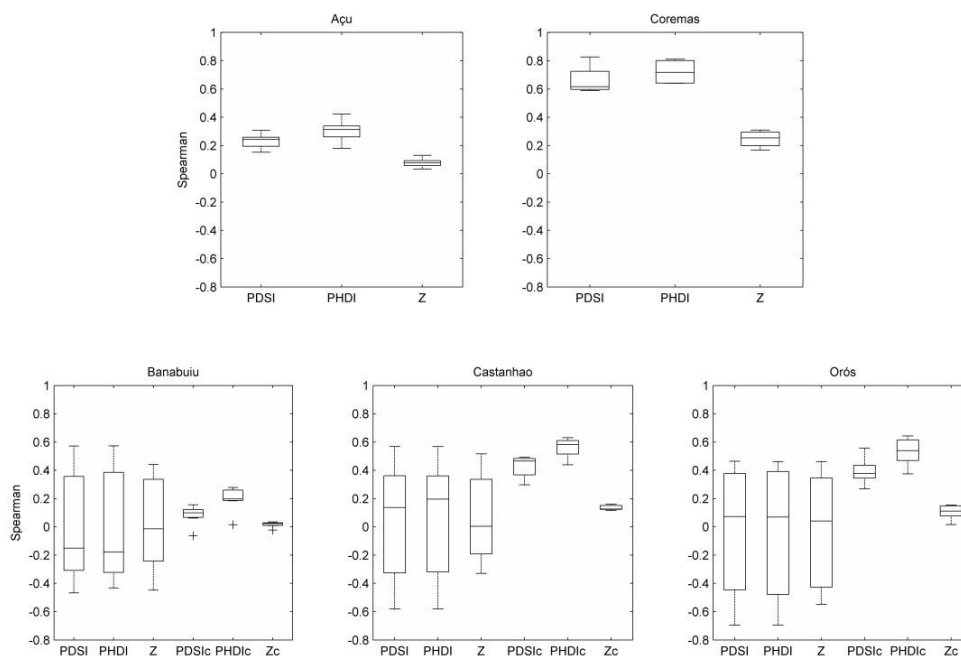 Açu Coremas
1 1
0.8 0.8
0.6 0.6
0.4 0.4
0.2 0.2
0 0
-0.2 -0.2
-0.4 -0.4
-0.6 -0.6
-0.8 -0.8
Spearman
PDSI PHDI Z PDSI PHDI Z
Banabuiu Castanhao Orós
1 1 1
0.8 0.8 0.8
0.6 0.6 0.6
0.4 0.4 0.4
0.2 0.2 0.2
0 0 0
-0.2 -0.2 -0.2
-0.4 -0.4 -0.4
-0.6 -0.6 -0.6
-0.8 -0.8 -0.8
Spearman
PDSI PHDI Z PDSIc PHDIc Zc PDSI PHDI Z PDSIc PHDIc Zc PDSI PHDI Z PDSIc PHDIc Zc